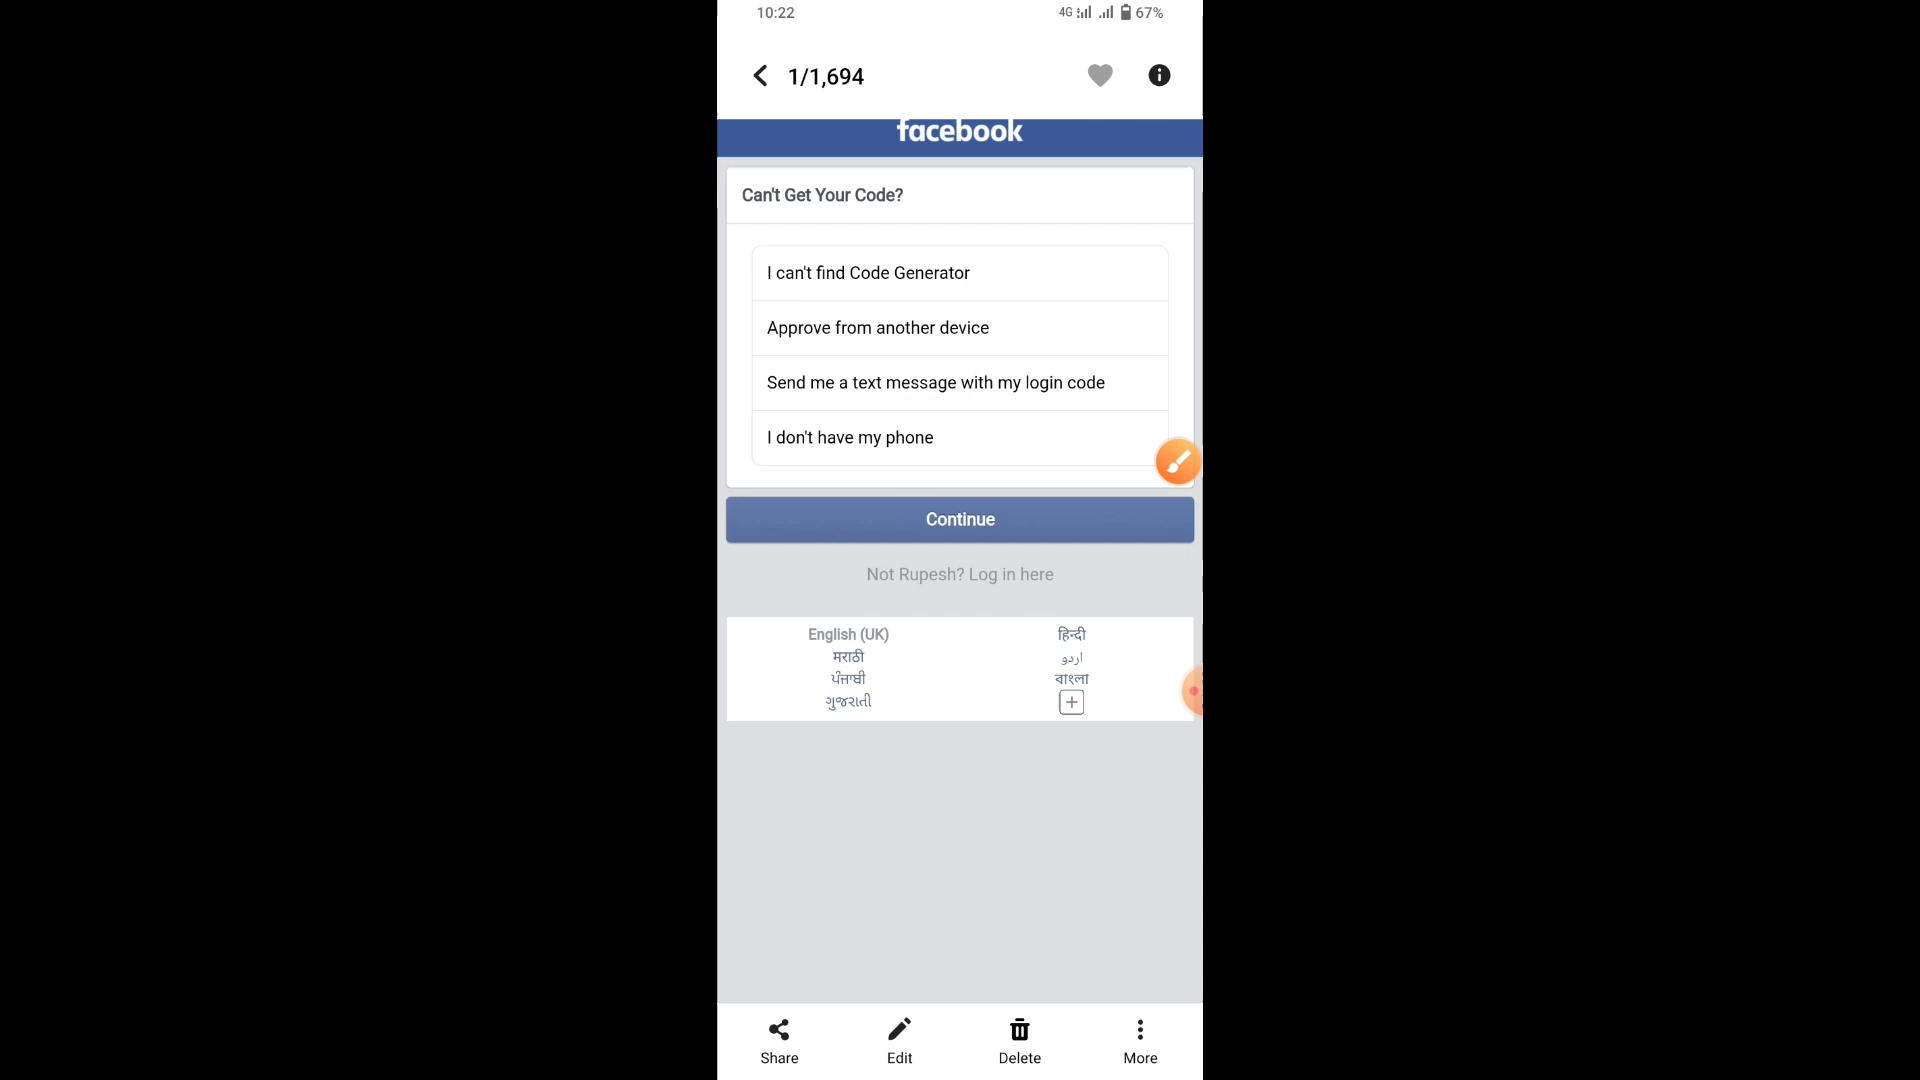 10:22
4G 67%
1/1,694
facebook
Can't Get Your Code?
I can't find Code Generator
Approve from another device
Send me a text message with my login code
I don't have my phone
Continue
Not Rupesh? Log in here
English (UK) हिन्दी
मराठी اردو
ਪੰਜਾਬੀ বাংলা
ગુજરાતી
Share Edit Delete More